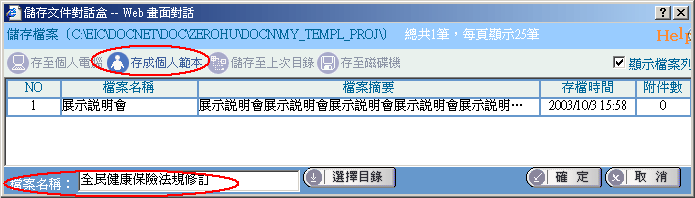 儲存文件對話盒 -- Web 畫面對話
儲存檔案 (C:\EIC\DOCNET\DOC\ZEROHU\DOCN\MY_TEMPL_PROJ\) 總共1筆，每頁顯示25筆 Help
存至個人電腦 存成個人範本 儲存至上次目錄 存至磁碟機 顯示檔案列
NO 檔案名稱 檔案摘要 存檔時間 附件數
1 展示說明會 展示說明會展示說明會展示說明會展示說明… 2003/10/3 15:58 0
檔案名稱： 全民健康保險法規修訂 選擇目錄 確 定 取 消